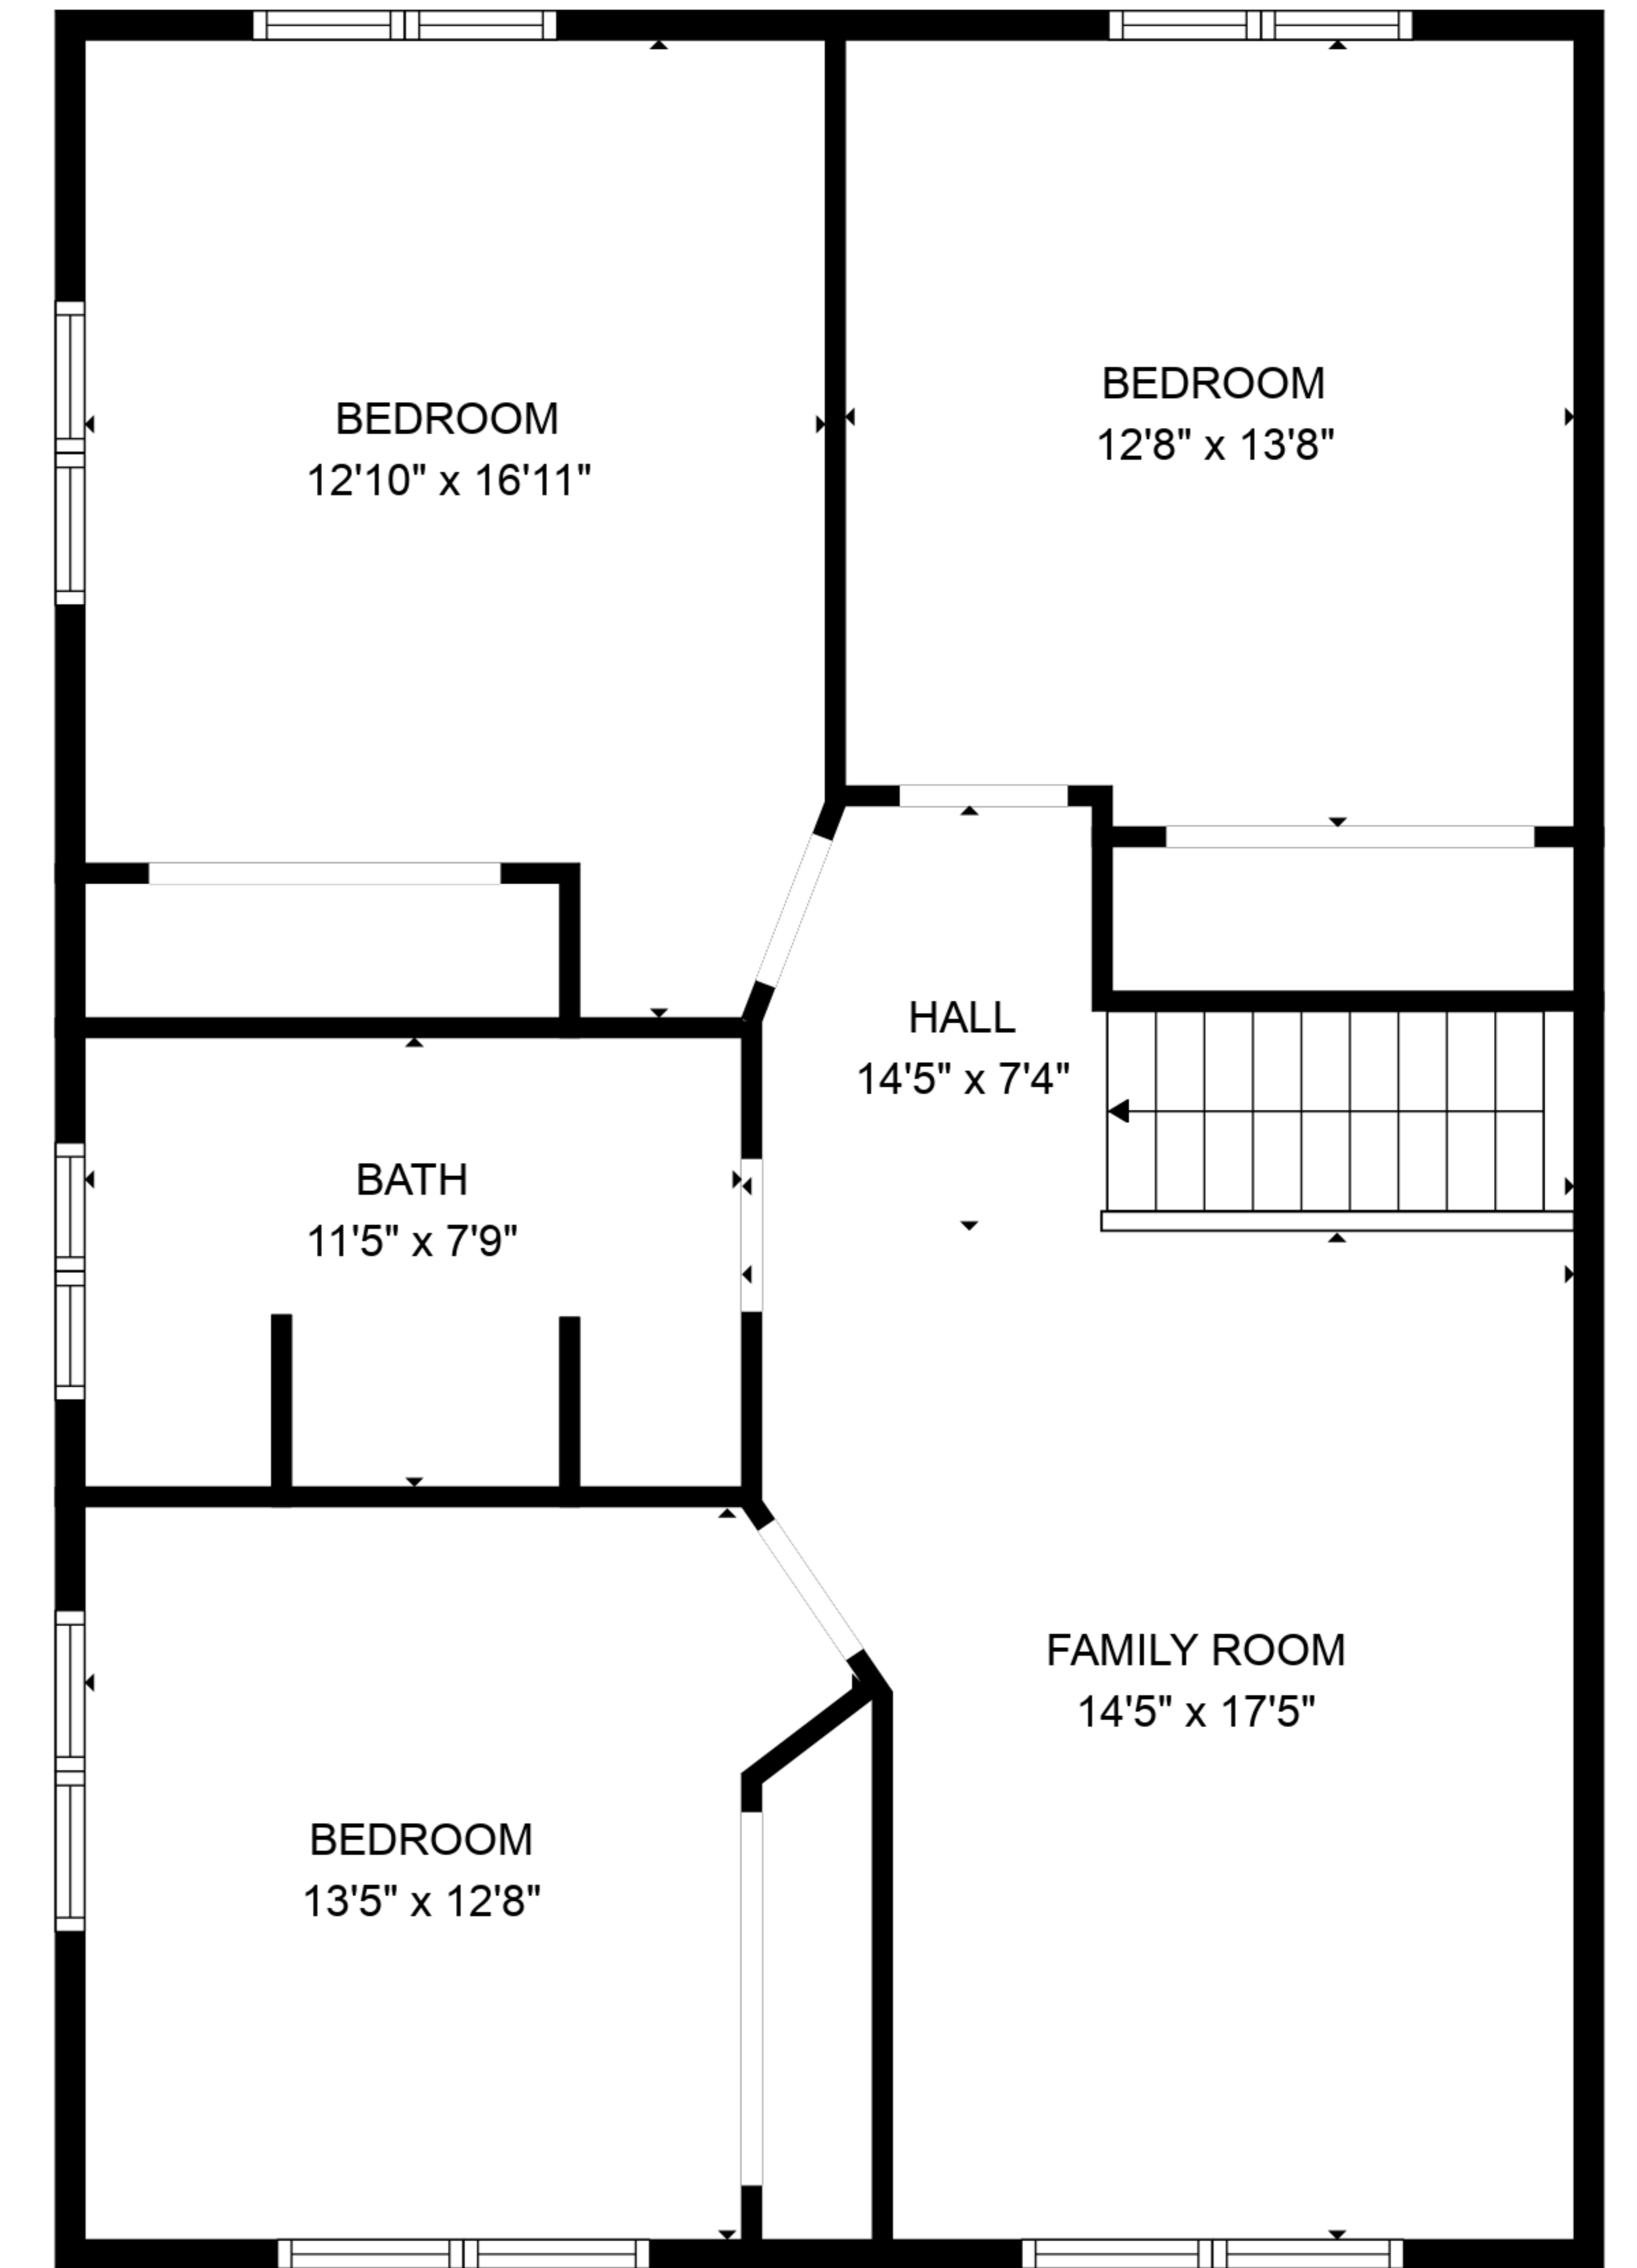 BEDROOM
12'10" x 16'11"
BEDROOM
12'8" x 13'8"
HALL
14'5" x 7'4"
BATH
11'5" x 7'9"
FAMILY ROOM
14'5" x 17'5"
BEDROOM
13'5" x 12'8"